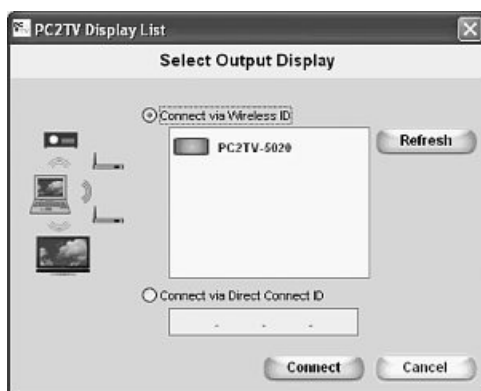 PC2TV Display List
Select Output Display
Connect via Wireless ID
PC2TV-5020
Refresh
Connect via Direct Connect ID
. . .
Connect
Cancel